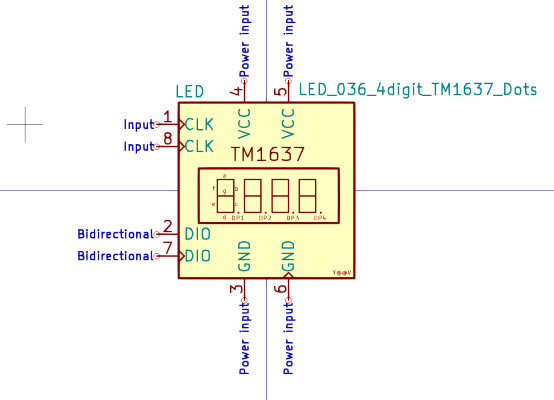 Power input
Power input
4
5
LED
LED_036_4digit_TM1637_Dots
VCC
VCC
Input 1 CLK
Input 8 CLK
TM1637
a
f b
g
e c
d DP1 DP2 DP3 DP4
Bidirectional 2 DIO
Bidirectional 7 DIO
GND
GND
3
6
Power input
Power input